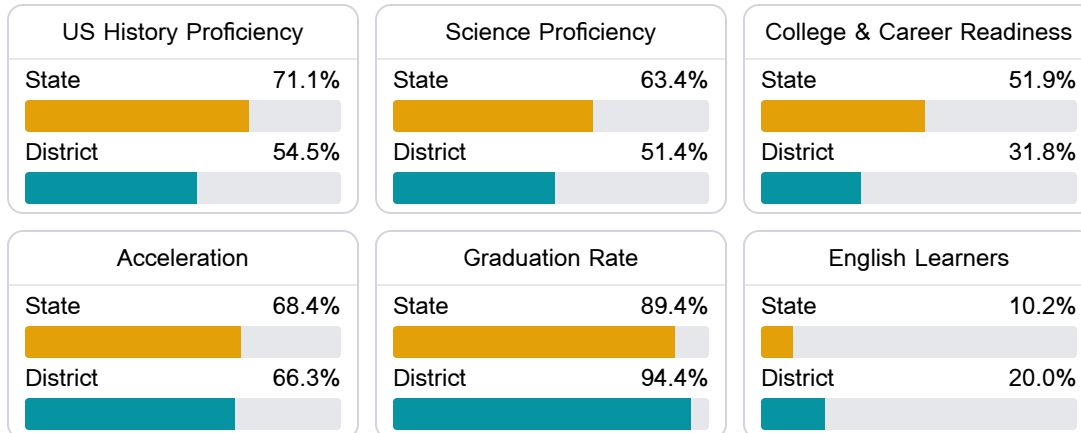 US History Proficiency
State 71.1%
District 54.5%
Science Proficiency
State 63.4%
District 51.4%
College & Career Readiness
State 51.9%
District 31.8%
Acceleration
State 68.4%
District 66.3%
Graduation Rate
State 89.4%
District 94.4%
English Learners
State 10.2%
District 20.0%